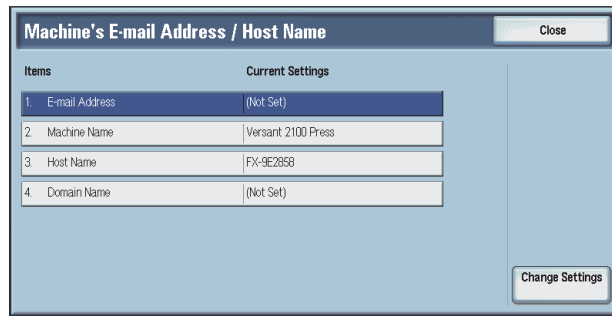 Machine's E-mail Address / Host Name Close
Items Current Settings
1. E-mail Address (Not Set)
2. Machine Name Versant 2100 Press
3. Host Name FX-9E2858
4. Domain Name (Not Set)
Change Settings